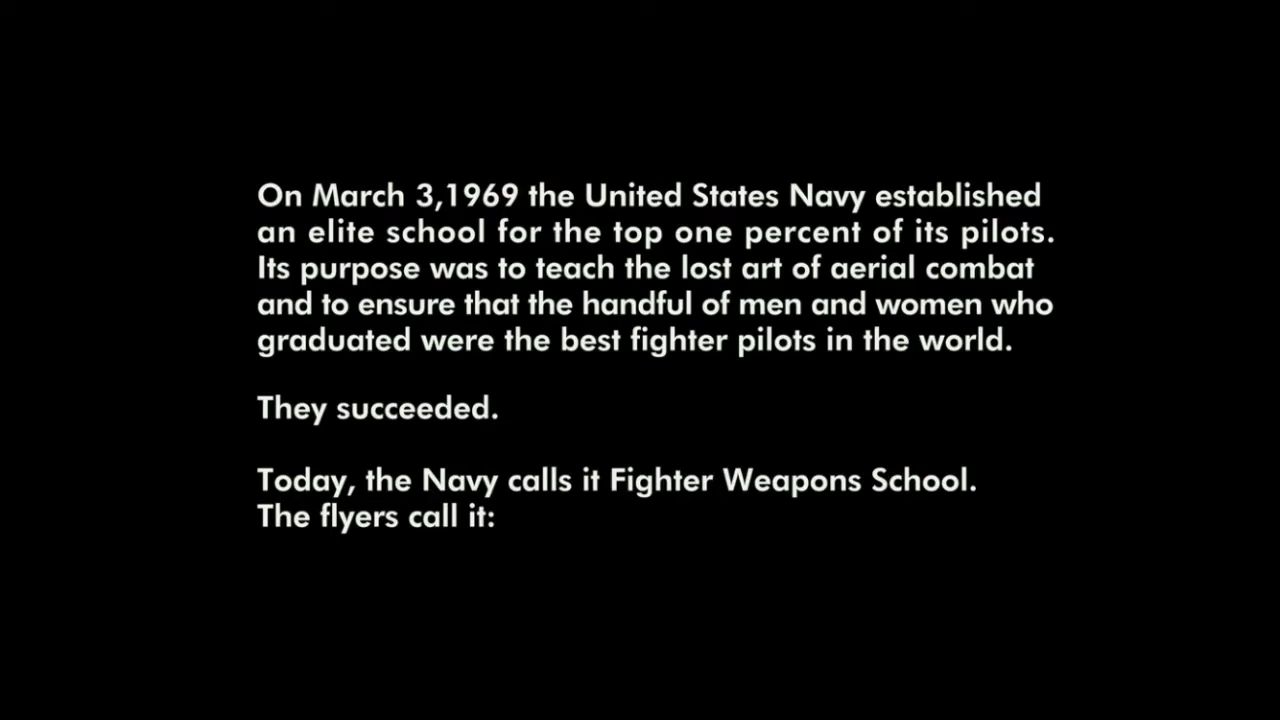 On March 3,1969 the United States Navy established
an elite school for the top one percent of its pilots.
Its purpose was to teach the lost art of aerial combat
and to ensure that the handful of men and women who
graduated were the best fighter pilots in the world.
They succeeded.
Today, the Navy calls it Fighter Weapons School.
The flyers call it: